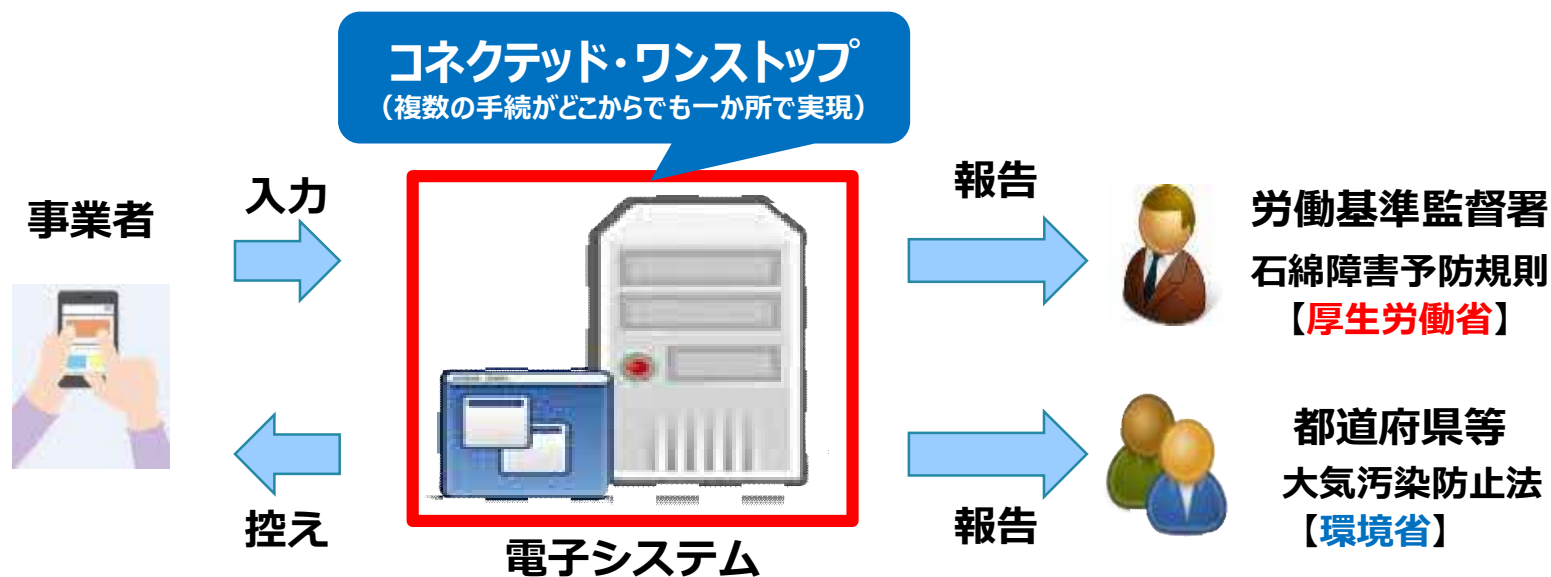 コネクテッド・ワンストップ
（複数の手続がどこからでも一か所で実現）
事業者
入力
控え
電子システム
報告
労働基準監督署
石綿障害予防規則
【厚生労働省】
報告
都道府県等
大気汚染防止法
【環境省】